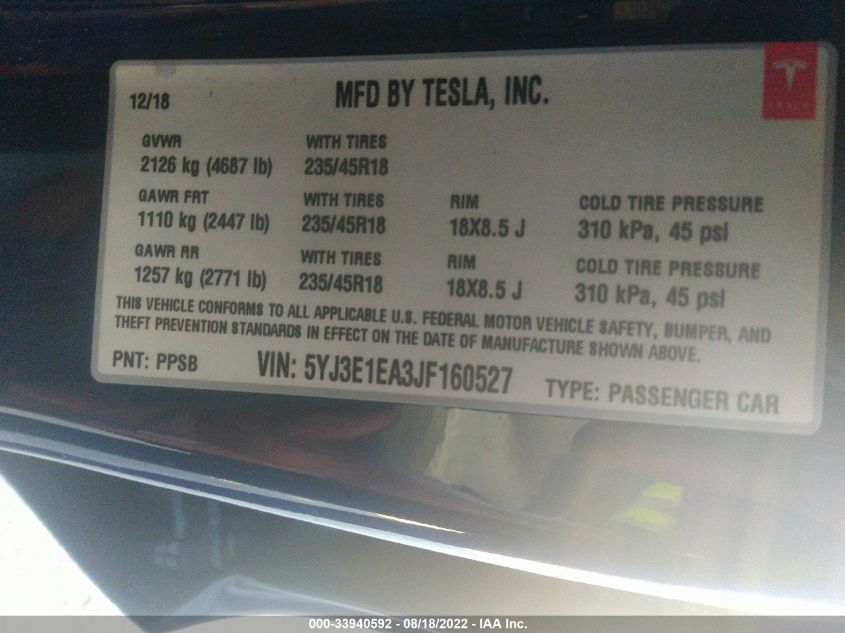 12/18 MFD BY TESLA, INC.
TESLA
GVWR WITH TIRES
2126 kg (4687 lb) 235/45R18
GAWR FRT WITH TIRES RIM COLD TIRE PRESSURE
1110 kg (2447 lb) 235/45R18 18X8.5 J 310 kPa, 45 psi
GAWR RR WITH TIRES RIM COLD TIRE PRESSURE
1257 kg (2771 lb) 235/45R18 18X8.5 J 310 kPa, 45 psi
THIS VEHICLE CONFORMS TO ALL APPLICABLE U.S. FEDERAL MOTOR VEHICLE SAFETY, BUMPER, AND
THEFT PREVENTION STANDARDS IN EFFECT ON THE DATE OF MANUFACTURE SHOWN ABOVE.
PNT: PPSB VIN: 5YJ3E1EA3JF160527 TYPE: PASSENGER CAR
000-33940592 - 08/18/2022 - IAA Inc.